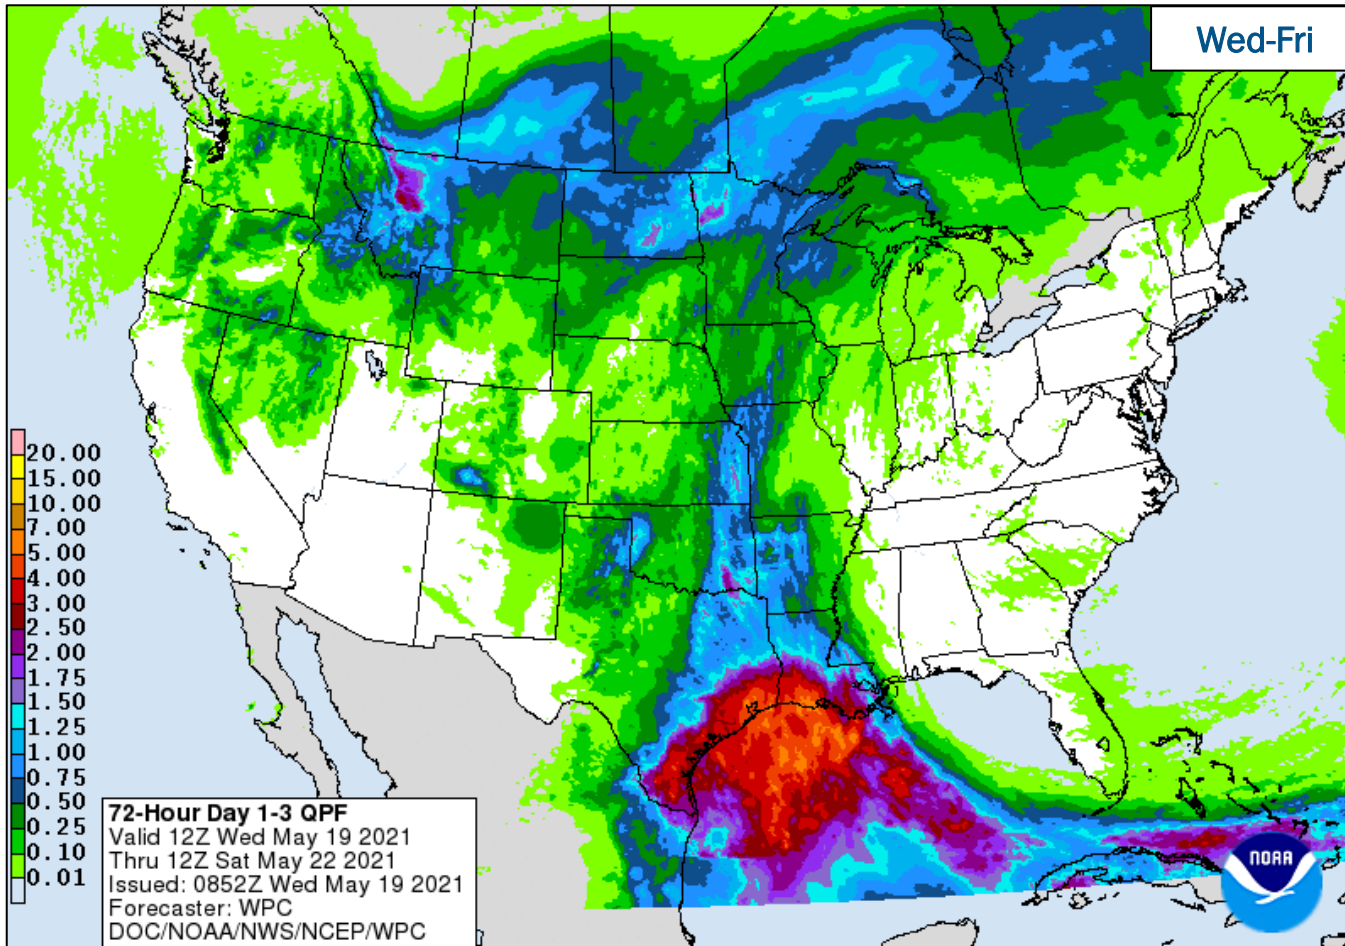 Wed-Fri
20.00
15.00
10.00
7.00
5.00
4.00
3.00
2.50
2.00
1.75
1.50
1.25
1.00
0.75
0.50
0.25
0.10
0.01
72-Hour Day 1-3 QPF
Valid 12Z Wed May 19 2021
Thru 12Z Sat May 22 2021
Issued: 0852Z Wed May 19 2021
Forecaster: WPC
DOC/NOAA/NWS/NCEP/WPC
NOAA